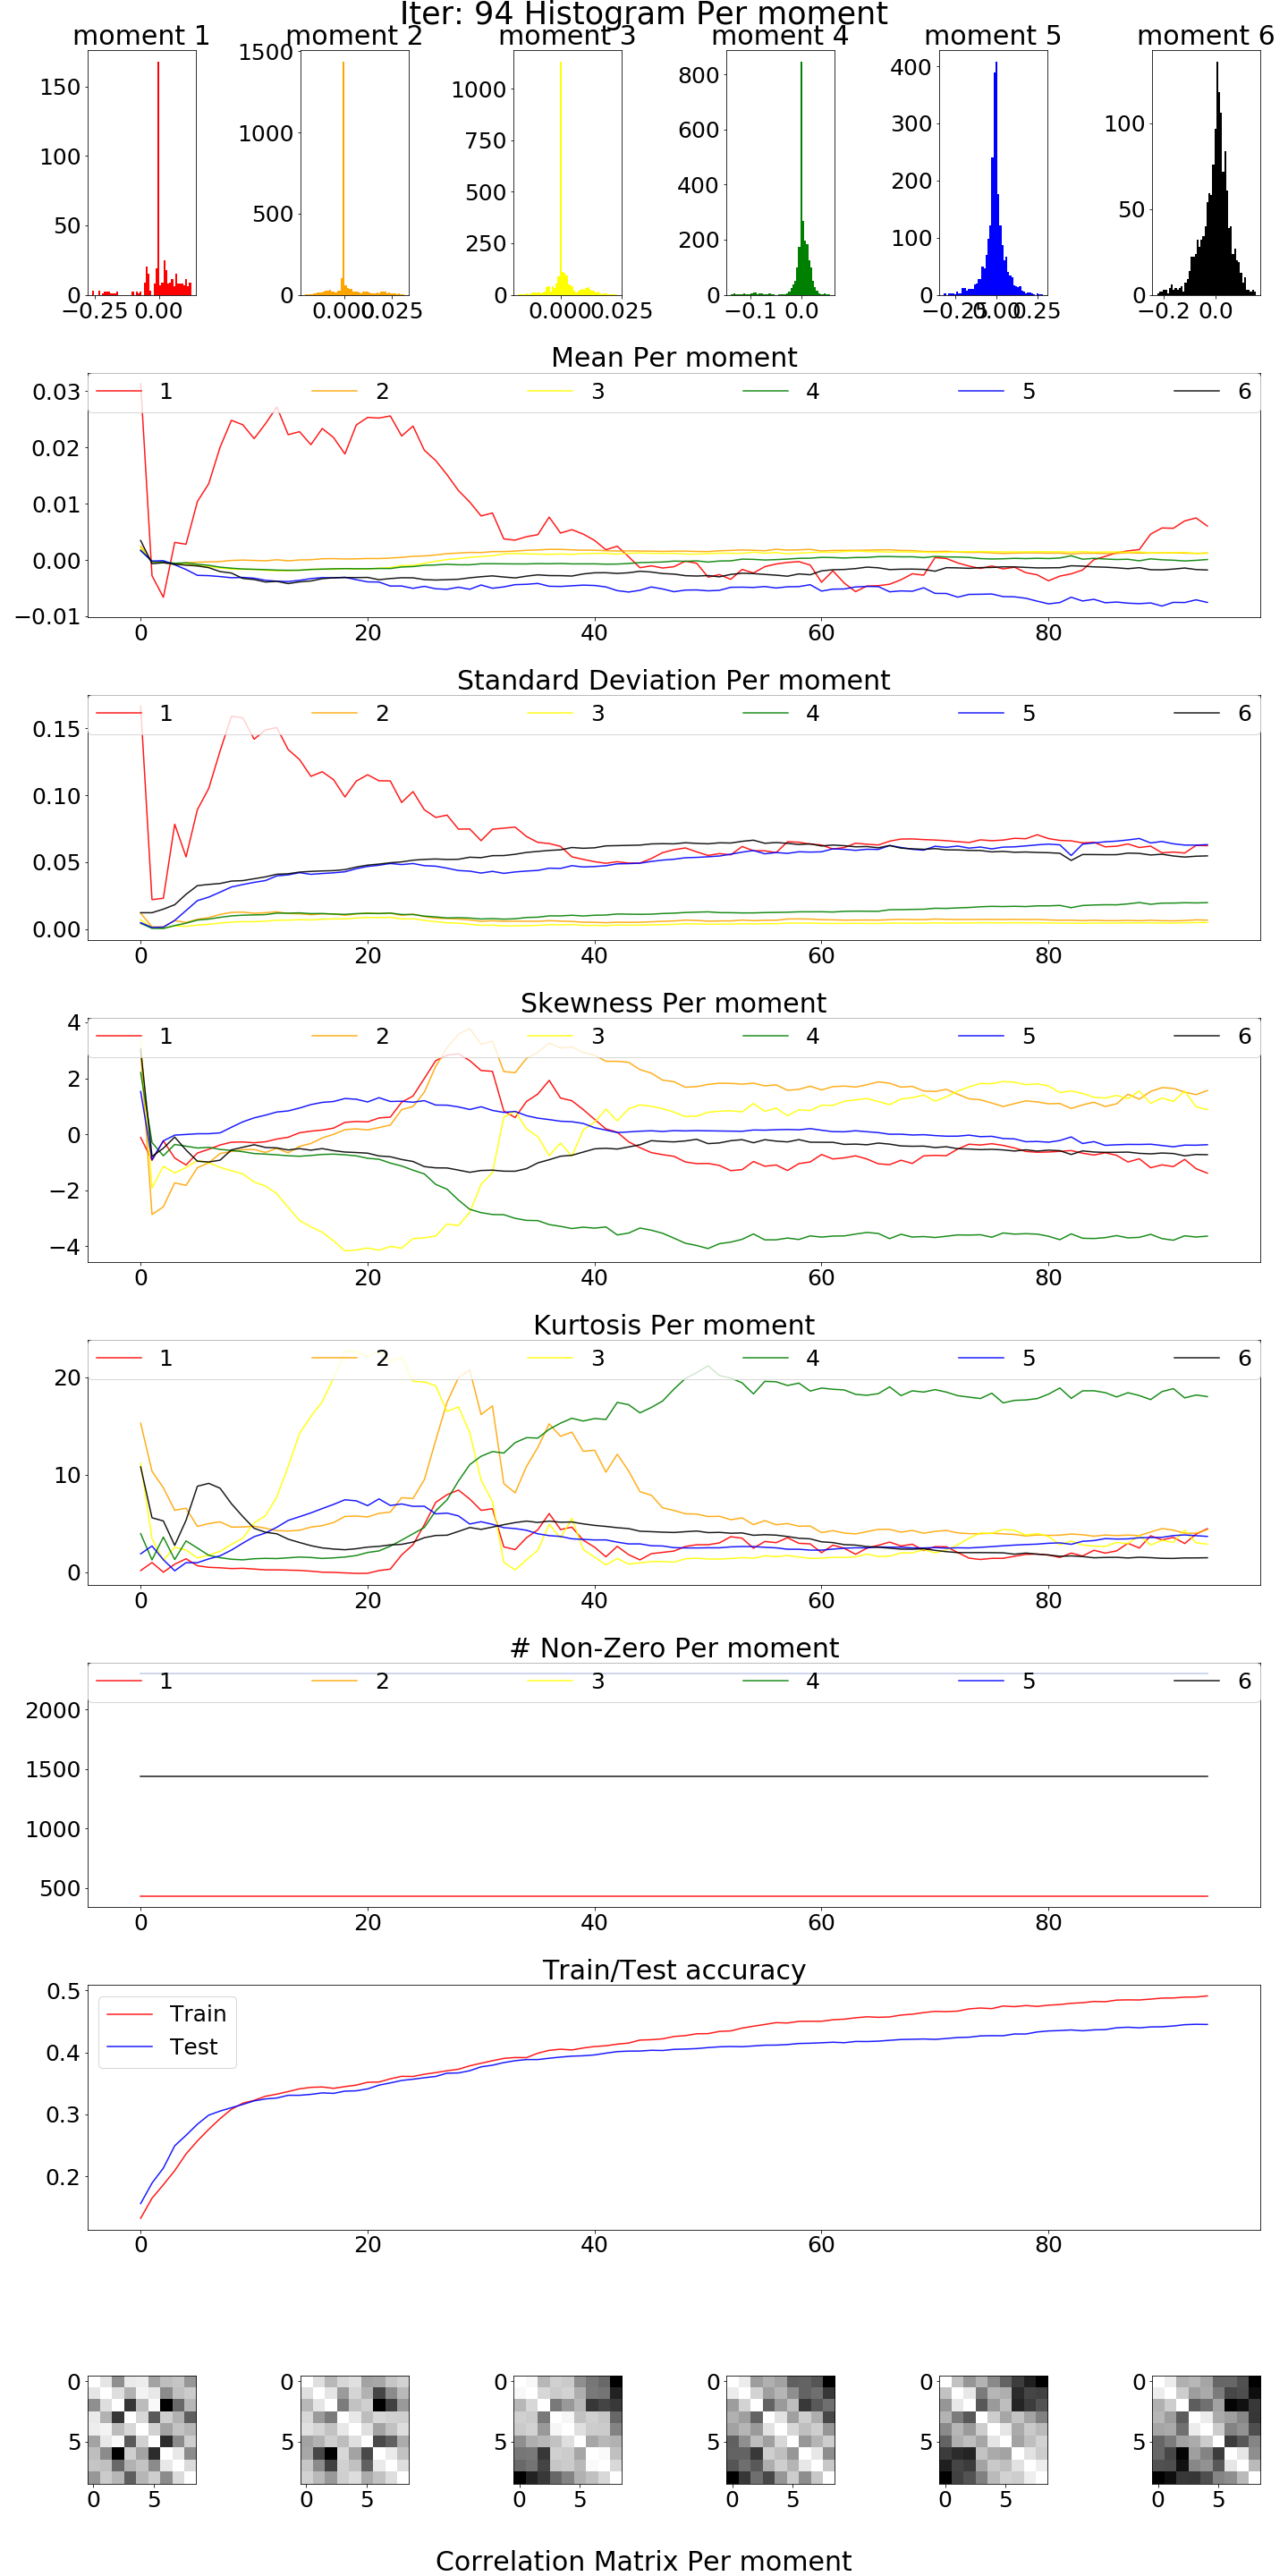 Iter: 94 Histogram Per moment
moment 1 moment 2 moment 3 moment 4 moment 5 moment 6
150
100
50
0
−0.25 0.00
1500
1000
500
0
0.000 0.025
1000
750
500
250
0
0.000 0.025
800
600
400
200
0
−0.1 0.0
400
300
200
100
0
−0.25 0.00 0.25
100
50
0
−0.2 0.0
Mean Per moment
1 2 3 4 5 6
0.03
0.02
0.01
0.00
−0.01
0 20 40 60 80
Standard Deviation Per moment
1 2 3 4 5 6
0.15
0.10
0.05
0.00
0 20 40 60 80
Skewness Per moment
1 2 3 4 5 6
4
2
0
−2
−4
0 20 40 60 80
Kurtosis Per moment
1 2 3 4 5 6
20
10
0
0 20 40 60 80
# Non-Zero Per moment
1 2 3 4 5 6
2000
1500
1000
500
0 20 40 60 80
Train/Test accuracy
Train
Test
0.5
0.4
0.3
0.2
0 20 40 60 80
0 0 0 0 0 0
5 5 5 5 5 5
0 5 0 5 0 5 0 5 0 5 0 5
Correlation Matrix Per moment